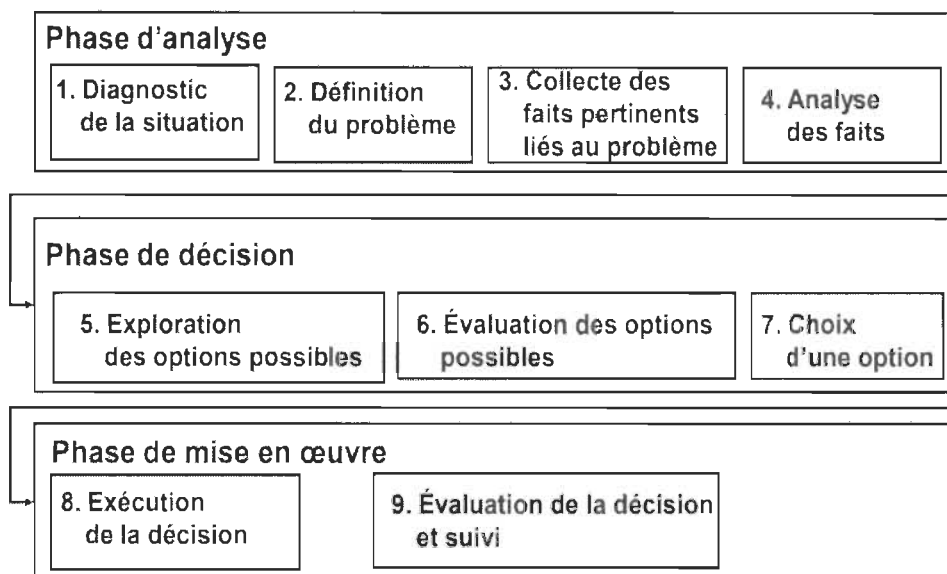 Phase d'analyse
1. Diagnostic
de la situation
2. Définition
du problème
3. Collecte des
faits pertinents
liés au problème
4. Analyse
des faits
Phase de décision
5. Exploration
des options possibles
6. Évaluation des options
possibles
7. Choix
d'une option
Phase de mise en œuvre
8. Exécution
de la décision
9. Évaluation de la décision
et suivi